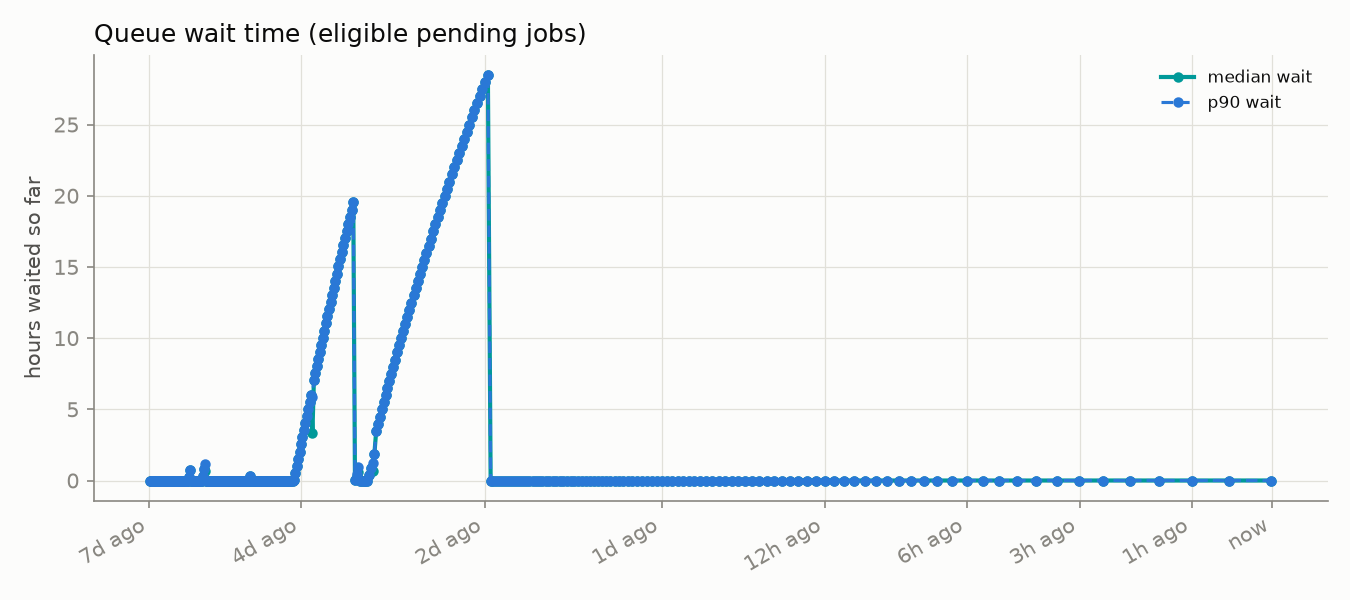 Queue wait time (eligible pending jobs)
median wait
p90 wait
hours waited so far
25
20
15
10
5
0
7d ago
4d ago
2d ago
1d ago
12h ago
6h ago
3h ago
1h ago
now